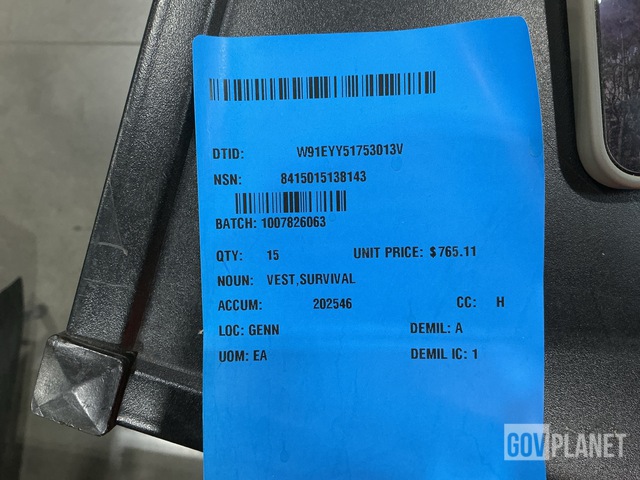 DTID: W91EYY51753013V
NSN: 8415015138143
BATCH: 1007826063
QTY: 15 UNIT PRICE: $765.11
NOUN: VEST,SURVIVAL
ACCUM: 202546 CC: H
LOC: GENN DEMIL: A
UOM: EA DEMIL IC: 1
GOVPLANET